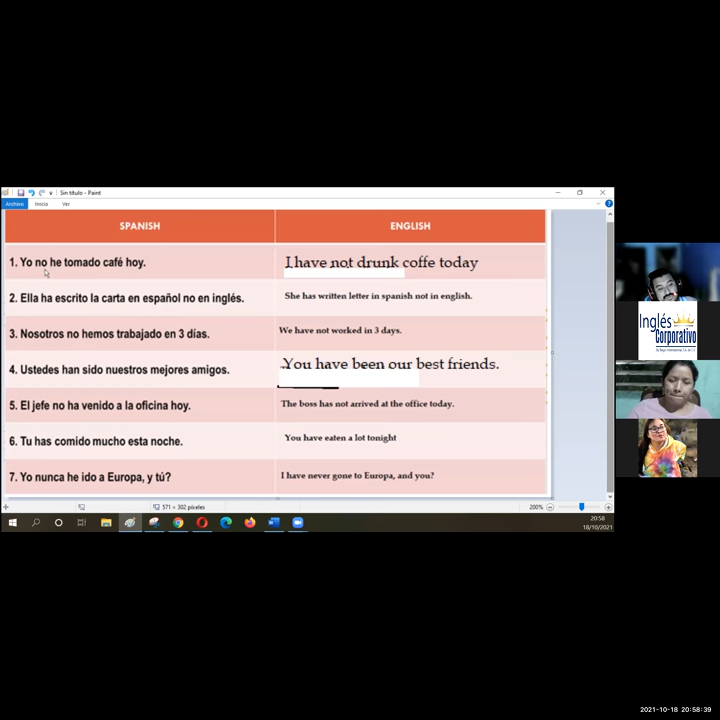 Sin título - Paint
Archivo Inicio Ver
SPANISH ENGLISH
1. Yo no he tomado café hoy. I have not drunk coffe today
2. Ella ha escrito la carta en español no en inglés. She has written letter in spanish not in english.
3. Nosotros no hemos trabajado en 3 días. We have not worked in 3 days.
4. Ustedes han sido nuestros mejores amigos. You have been our best friends.
5. El jefe no ha venido a la oficina hoy. The boss has not arrived at the office today.
6. Tu has comido mucho esta noche. You have eaten a lot tonight
7. Yo nunca he ido a Europa, y tú? I have never gone to Europa, and you?
571 × 302 píxeles 200%
20:58
18/10/2021
Inglés
Corporativo
2021-10-18 20:58:39